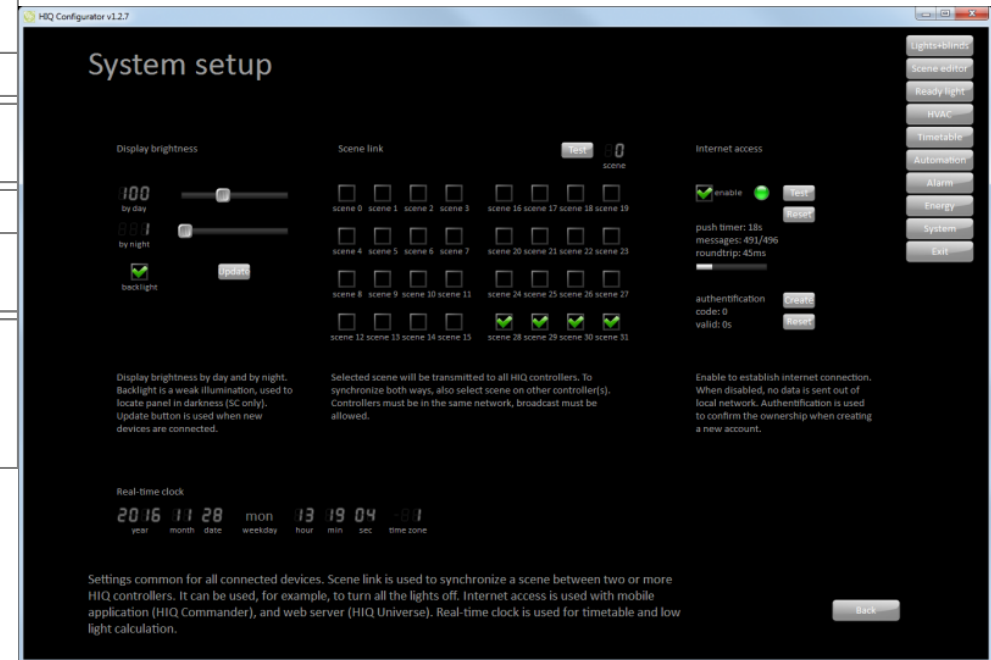 HIQ Configurator v1.2.7
System setup
Lights+blinds
Scene editor
Ready light
HVAC
Timetable
Automation
Alarm
Energy
System
Exit
Display brightness
100
by day
1
by night
backlight
Update
Scene link
Test
0
scene
scene 0 scene 1 scene 2 scene 3 scene 16 scene 17 scene 18 scene 19
scene 4 scene 5 scene 6 scene 7 scene 20 scene 21 scene 22 scene 23
scene 8 scene 9 scene 10 scene 11 scene 24 scene 25 scene 26 scene 27
scene 12 scene 13 scene 14 scene 15 scene 28 scene 29 scene 30 scene 31
Internet access
enable
Test
Reset
push timer: 18s
messages: 491/496
roundtrip: 45ms
authentification
code: 0
valid: 0s
Create
Reset
Display brightness by day and by night.
Backlight is a weak illumination, used to
locate panel in darkness (SC only).
Update button is used when new
devices are connected.
Selected scene will be transmitted to all HIQ controllers. To
synchronize both ways, also select scene on other controller(s).
Controllers must be in the same network, broadcast must be
allowed.
Enable to establish internet connection.
When disabled, no data is sent out of
local network. Authentification is used
to confirm the ownership when creating
a new account.
Real-time clock
2016 11 28 mon 13 19 04 1
year month date weekday hour min sec time zone
Settings common for all connected devices. Scene link is used to synchronize a scene between two or more
HIQ controllers. It can be used, for example, to turn all the lights off. Internet access is used with mobile
application (HIQ Commander), and web server (HIQ Universe). Real-time clock is used for timetable and low
light calculation.
Back